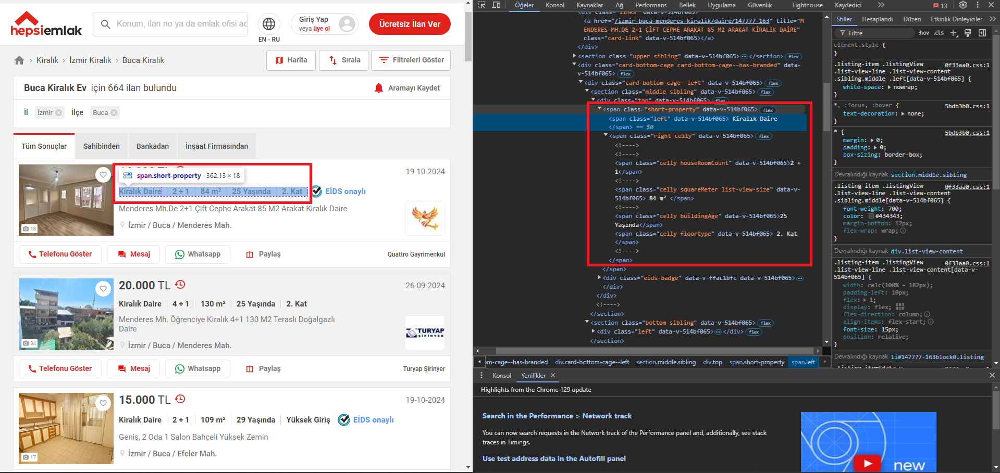 hepsiemlak
Konum, ilan no ya da emlak ofisi ac
EN - RU
Giriş Yap
veya üye ol
Ücretsiz İlan Ver
Kiralık > İzmir Kiralık > Buca Kiralık
Harita
Sırala
Filtreleri Göster
Buca Kiralık Ev için 664 ilan bulundu
Aramayı Kaydet
İl İzmir İlçe Buca
Tüm Sonuçlar
Sahibinden
Bankadan
İnşaat Firmasından
19-10-2024
span.short-property 362.13 × 18
Kiralık Daire 2 + 1 84 m² 25 Yaşında 2. Kat EİDS onaylı
Menderes Mh.De 2+1 Çift Cephe Arakat 85 M2 Arakat Kiralık Daire
İzmir / Buca / Menderes Mah.
18
Telefonu Göster Mesaj Whatsapp Paylaş Quattro Gayrimenkul
20.000 TL 26-09-2024
Kiralık Daire 4 + 1 130 m² 25 Yaşında 2. Kat
Menderes Mh. Öğrenciye Kiralık 4+1 130 M2 Teraslı Doğalgazlı
Daire
TURYAP
ŞİRİNYER
İzmir / Buca / Menderes Mah.
34
Telefonu Göster Mesaj Whatsapp Paylaş Turyap Şirinyer
15.000 TL 19-10-2024
Kiralık Daire 2 + 1 109 m² 29 Yaşında Yüksek Giriş EİDS onaylı
Geniş, 2 Oda 1 Salon Bahçeli Yüksek Zemin
İzmir / Buca / Efeler Mah.
17
Öğeler Konsol Kaynaklar Ağ Performans Bellek Uygulama Güvenlik Lighthouse Kaydedici >> 13
<div class="links" data-v-514bf065>
<a href="/izmir-buca-menderes-kiralik/daire/147777-163" title="M
ENDERES MH.DE 2+1 ÇİFT CEPHE ARAKAT 85 M2 ARAKAT KİRALIK DAİRE"
class="card-link" data-v-514bf065></a>
</div>
<section class="upper sibling" data-v-514bf065>…</section> flex
<div class="card-bottom-cage card-bottom-cage--has-branded" data-
v-514bf065> flex
<div class="card-bottom-cage--left" data-v-514bf065> flex
<section class="middle sibling" data-v-514bf065> flex
<div class="top" data-v-514bf065> flex
<span class="short-property" data-v-514bf065> flex
<span class="left" data-v-514bf065> Kiralık Daire
</span> == $0
<span class="right celly" data-v-514bf065> flex
<!---->
<!---->
<span class="celly houseRoomCount" data-v-514bf065>2 +
1</span>
<!---->
<span class="celly squareMeter list-view-size" data-v-
514bf065> 84 m² </span>
<!---->
<span class="celly buildingAge" data-v-514bf065>25
Yaşında</span>
<span class="celly floortype" data-v-514bf065> 2. Kat
</span>
<!---->
</span>
</span>
<div class="eids-badge" data-v-ffac1bfc data-v-514bf065>…
</div>
</div>
<!---->
</section>
<section class="bottom sibling" data-v-514bf065> flex
<div class="left" data-v-514bf065>…</div> flex
</section>
om-cage--has-branded div.card-bottom-cage--left section.middle.sibling div.top span.short-property span.left
Stiller Hesaplandı Düzen Etkinlik Dinleyiciler >>
Filtre :hov .cls
element.style {
}
.listing-item .listingView 0f33aa0.css:1
.list-view-line .list-view-content
.sibling.middle .left[data-v-514bf065] {
white-space: nowrap;
}
*, :focus, :hover { 5bdb3b0.css:1
text-decoration: none;
}
* { 5bdb3b0.css:1
margin: 0;
padding: 0;
box-sizing: border-box;
}
Devralındığı kaynak section.middle.sibling
.listing-item .listingView 0f33aa0.css:1
.list-view-line .list-view-content
.sibling.middle[data-v-514bf065] {
font-weight: 700;
color: #434343;
margin-bottom: 12px;
flex-wrap: wrap;
}
Devralındığı kaynak div.list-view-content
.listing-item .listingView 0f33aa0.css:1
.list-view-line .list-view-content[data-v-
514bf065] {
width: calc(100% - 182px);
padding-left: 10px;
flex: 1;
display: flex;
flex-direction: column;
align-items: flex-start;
font-size: 15px;
position: relative;
}
Devralındığı kaynak li#147777-163block0.listing
Konsol Yenilikler
Highlights from the Chrome 129 update
Search in the Performance > Network track
You can now search requests in the Network track of the Performance panel and, additionally, see stack
traces in Timings.
Use test address data in the Autofill panel
new